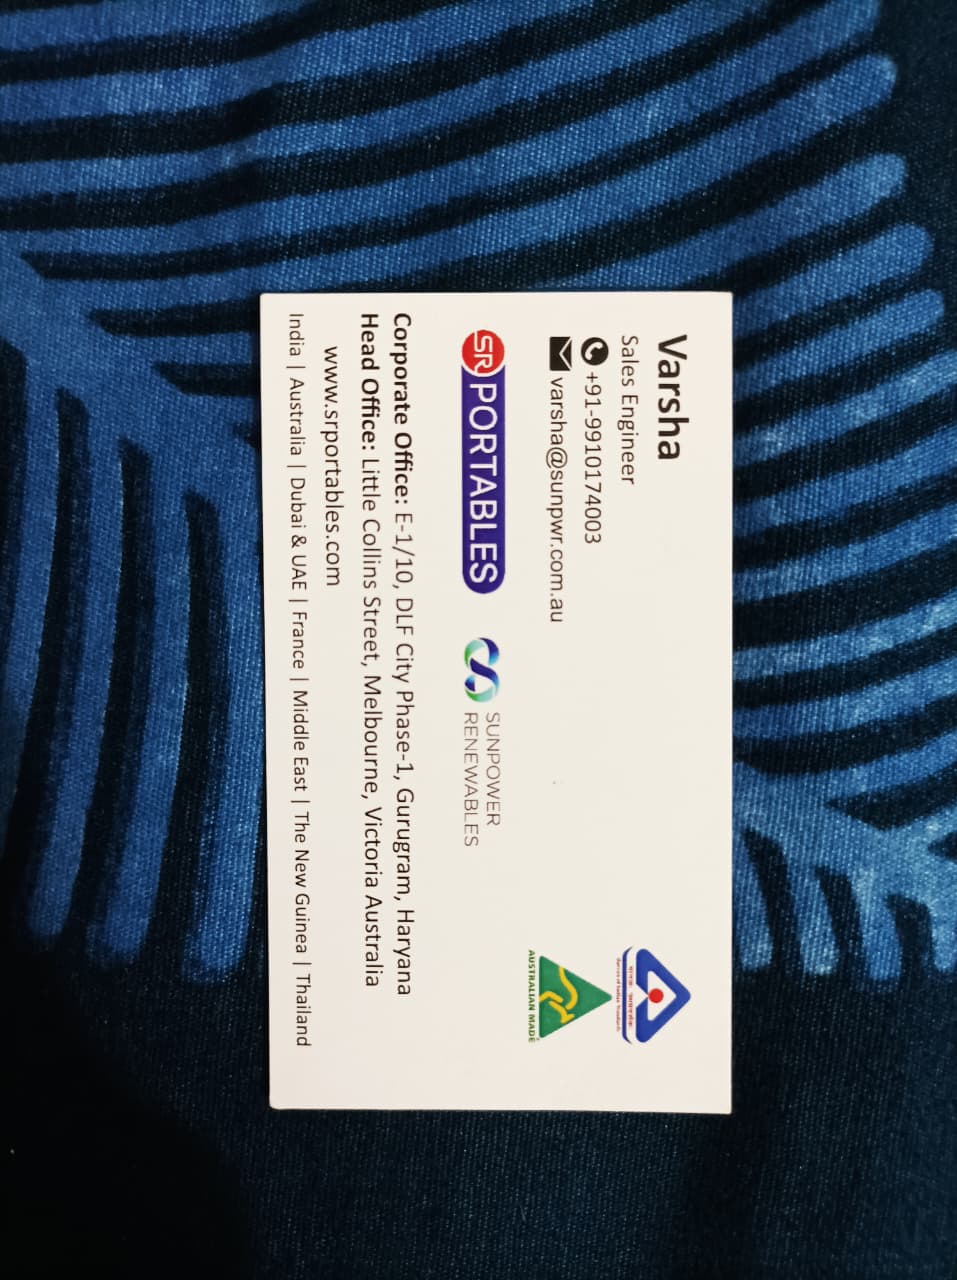 Varsha
Sales Engineer
+91-9910174003
varsha@sunpwr.com.au
SR PORTABLES
SUNPOWER
RENEWABLES
AUSTRALIAN MADE
Corporate Office: E-1/10, DLF City Phase-1, Gurugram, Haryana
Head Office: Little Collins Street, Melbourne, Victoria Australia
www.srportables.com
India | Australia | Dubai & UAE | France | Middle East | The New Guinea | Thailand